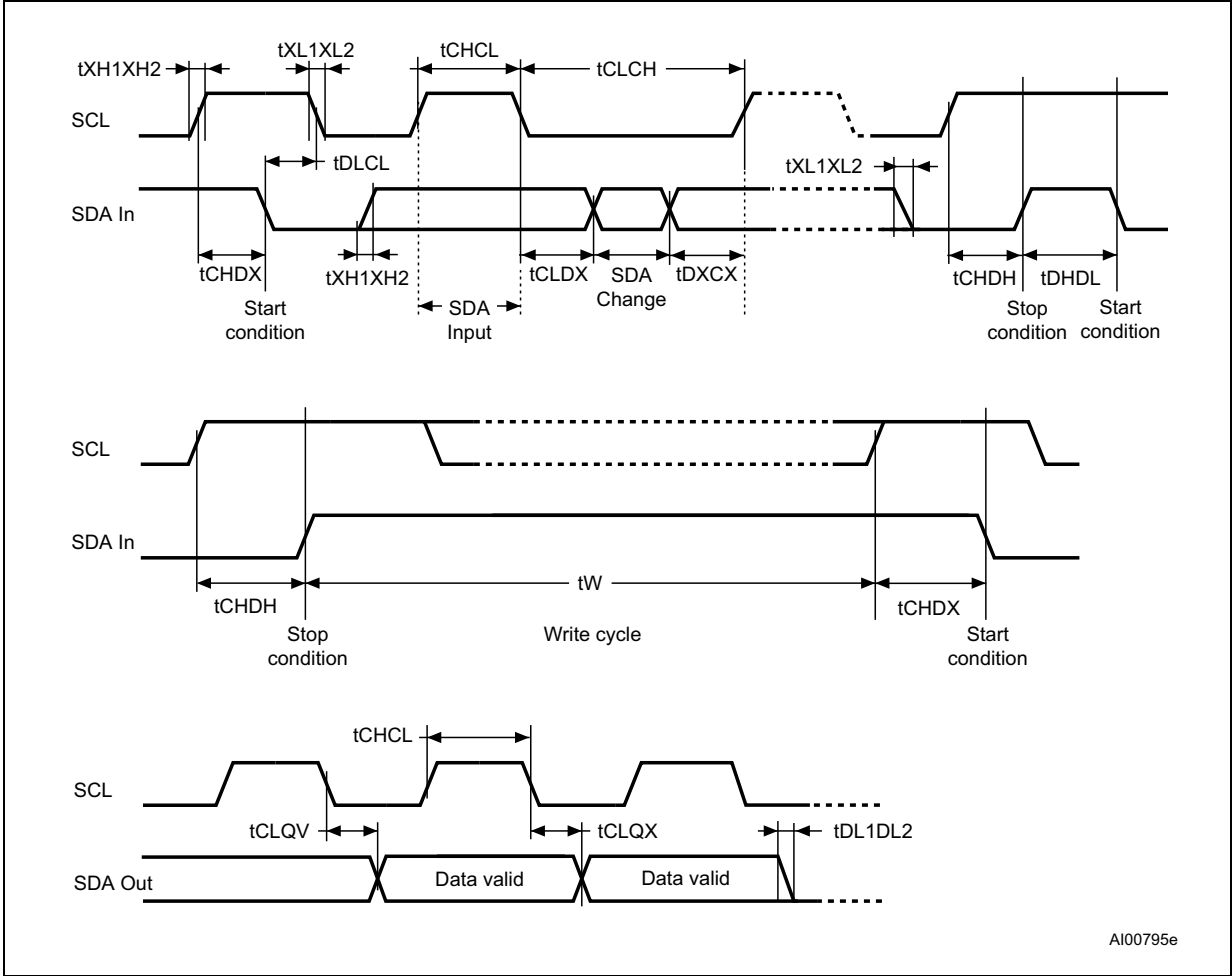 tXH1XH2
tXL1XL2
tCHCL
tCLCH
SCL
tDLCL
tXL1XL2
SDA In
tCHDX
tXH1XH2
tCLDX
SDA
Change
tDXCX
tCHDH
tDHDL
Start
condition
SDA
Input
Stop
condition
Start
condition
SCL
SDA In
tCHDH
tW
tCHDX
Stop
condition
Write cycle
Start
condition
tCHCL
SCL
tCLQV
tCLQX
tDL1DL2
SDA Out
Data valid
Data valid
AI00795e